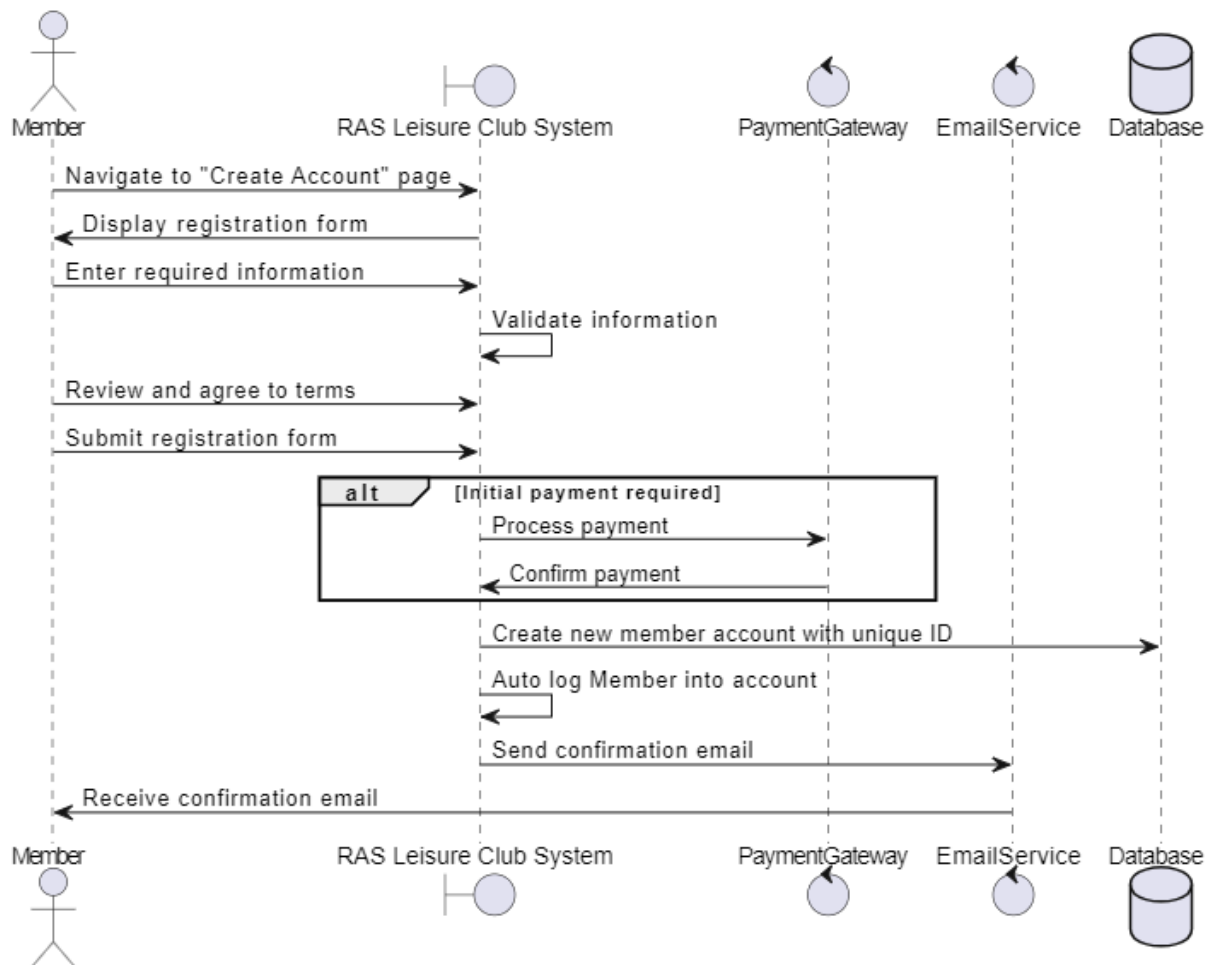 Member RAS Leisure Club System PaymentGateway EmailService Database
Navigate to "Create Account" page
Display registration form
Enter required information
Validate information
Review and agree to terms
Submit registration form
alt [Initial payment required]
Process payment
Confirm payment
Create new member account with unique ID
Auto log Member into account
Send confirmation email
Receive confirmation email
Member RAS Leisure Club System PaymentGateway EmailService Database